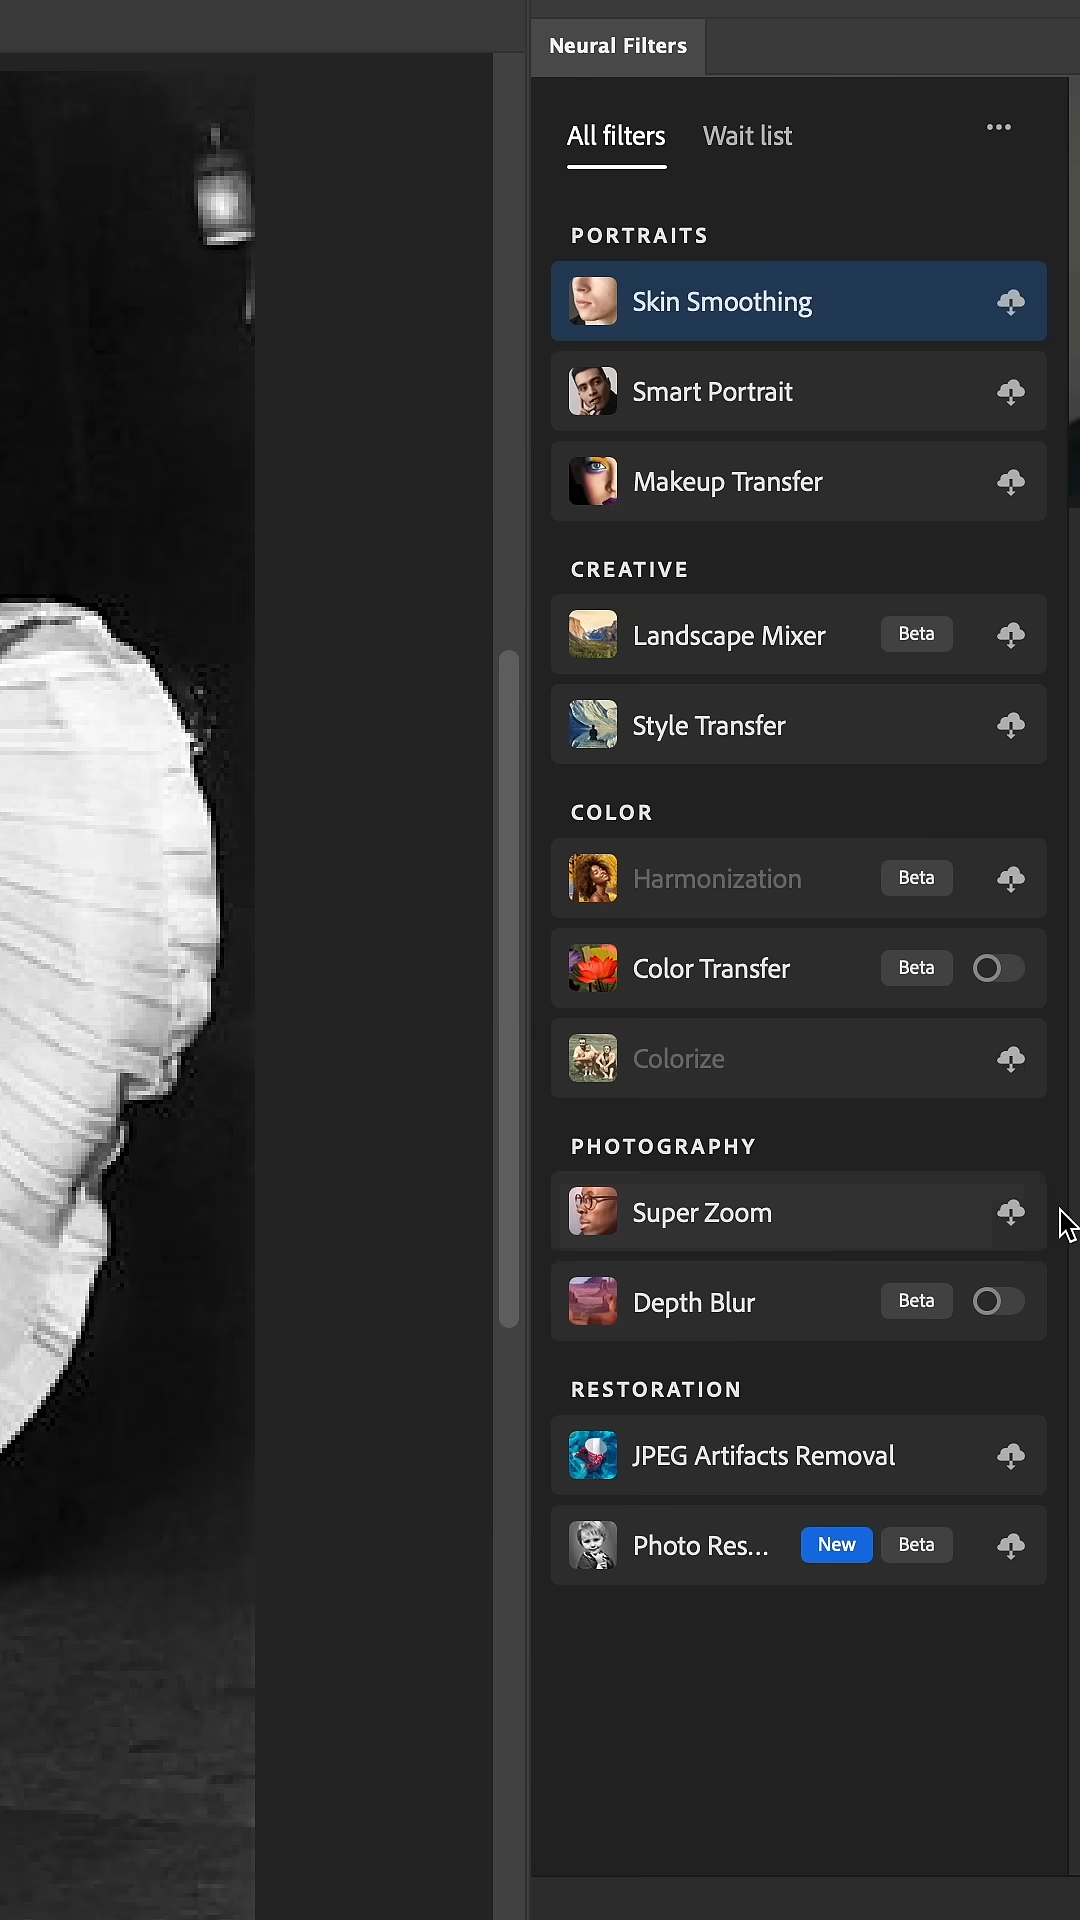 Neural Filters
All filters
Wait list
PORTRAITS
Skin Smoothing
Smart Portrait
Makeup Transfer
CREATIVE
Landscape Mixer Beta
Style Transfer
COLOR
Harmonization Beta
Color Transfer Beta
Colorize
PHOTOGRAPHY
Super Zoom
Depth Blur Beta
RESTORATION
JPEG Artifacts Removal
Photo Res... New Beta